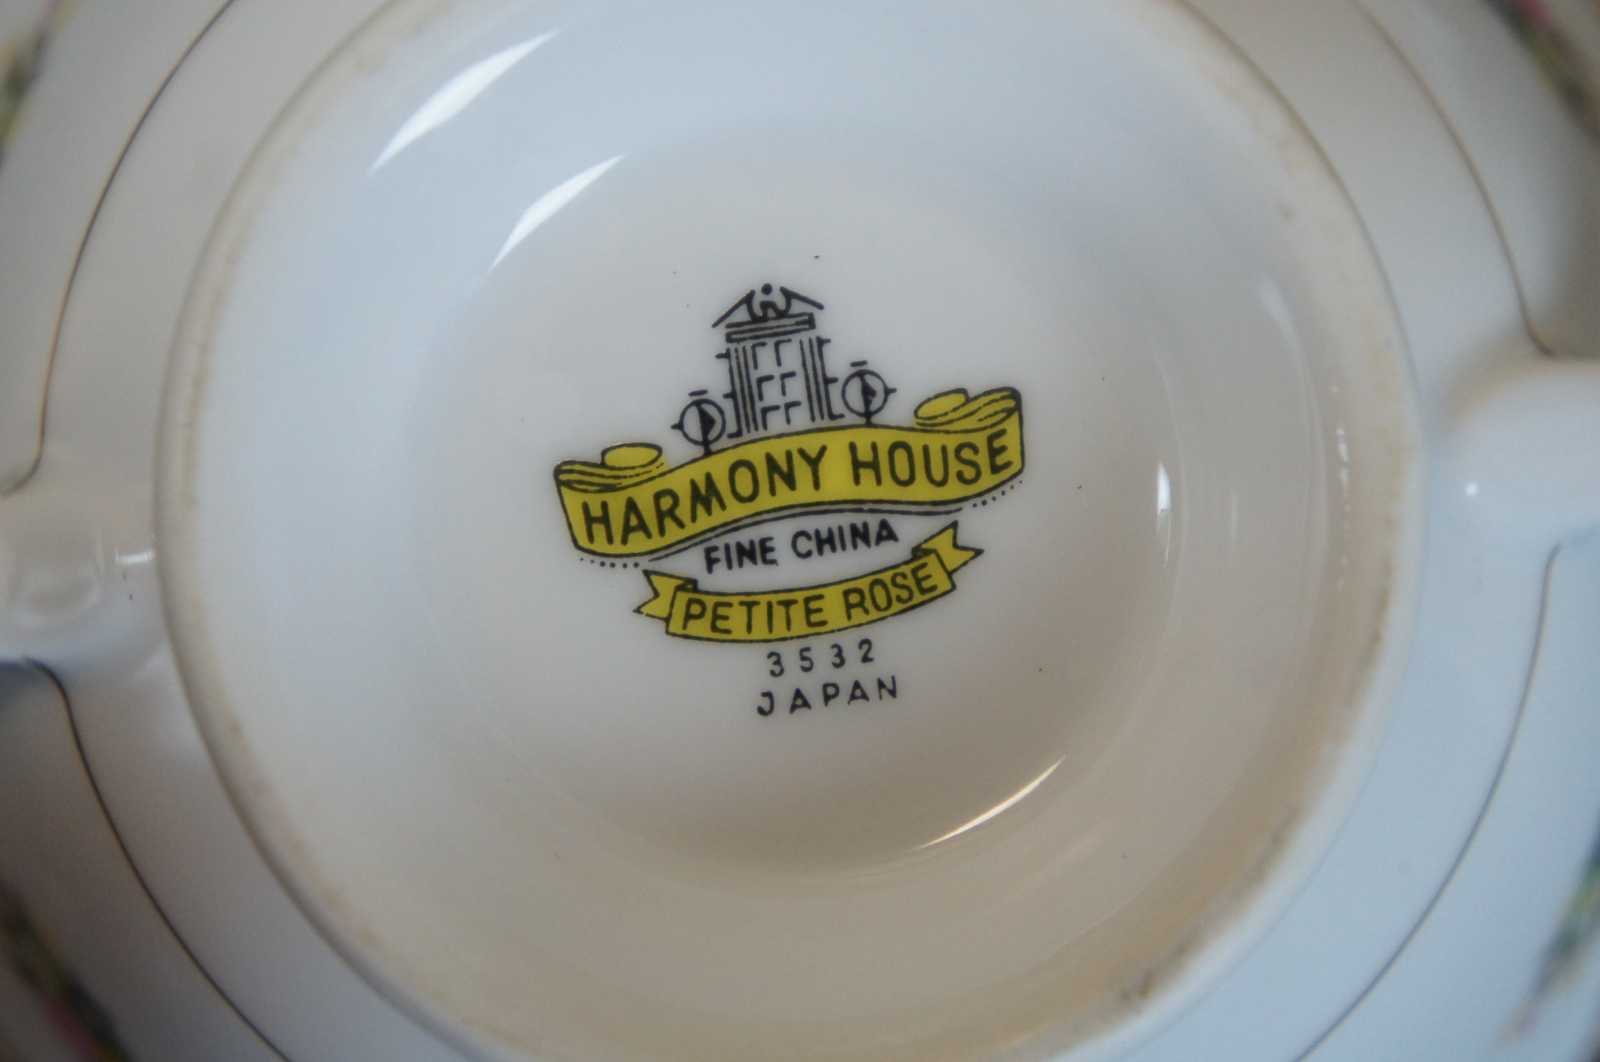 HARMONY HOUSE
FINE CHINA
PETITE ROSE
3532
JAPAN